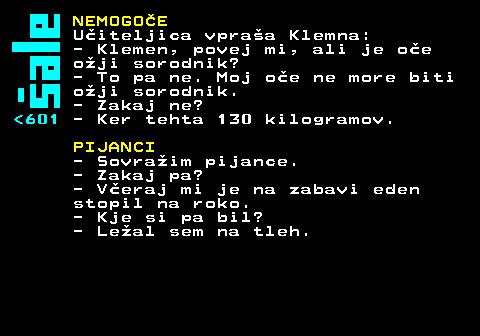 Šale
NEMOGOČE
Učiteljica vpraša Klemna:
- Klemen, povej mi, ali je oče
ožji sorodnik?
- To pa ne. Moj oče ne more biti
ožji sorodnik.
- Zakaj ne?
<601 - Ker tehta 130 kilogramov.
PIJANCI
- Sovražim pijance.
- Zakaj pa?
- Včeraj mi je na zabavi eden
stopil na roko.
- Kje si pa bil?
- Ležal sem na tleh.